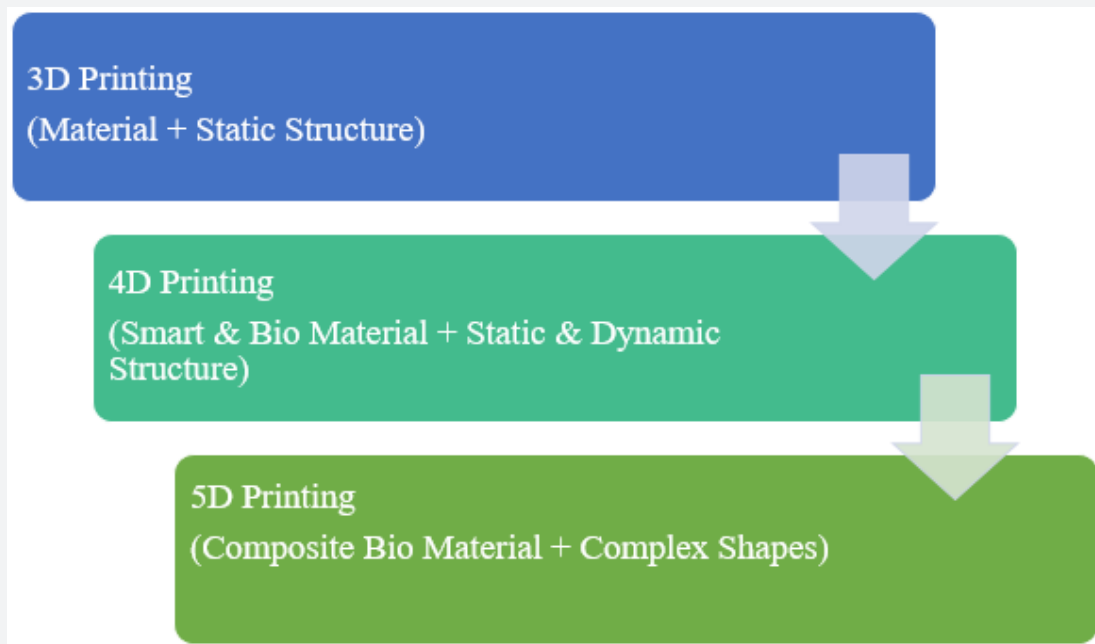 3D Printing
(Material + Static Structure)
4D Printing
(Smart & Bio Material + Static & Dynamic
Structure)
5D Printing
(Composite Bio Material + Complex Shapes)